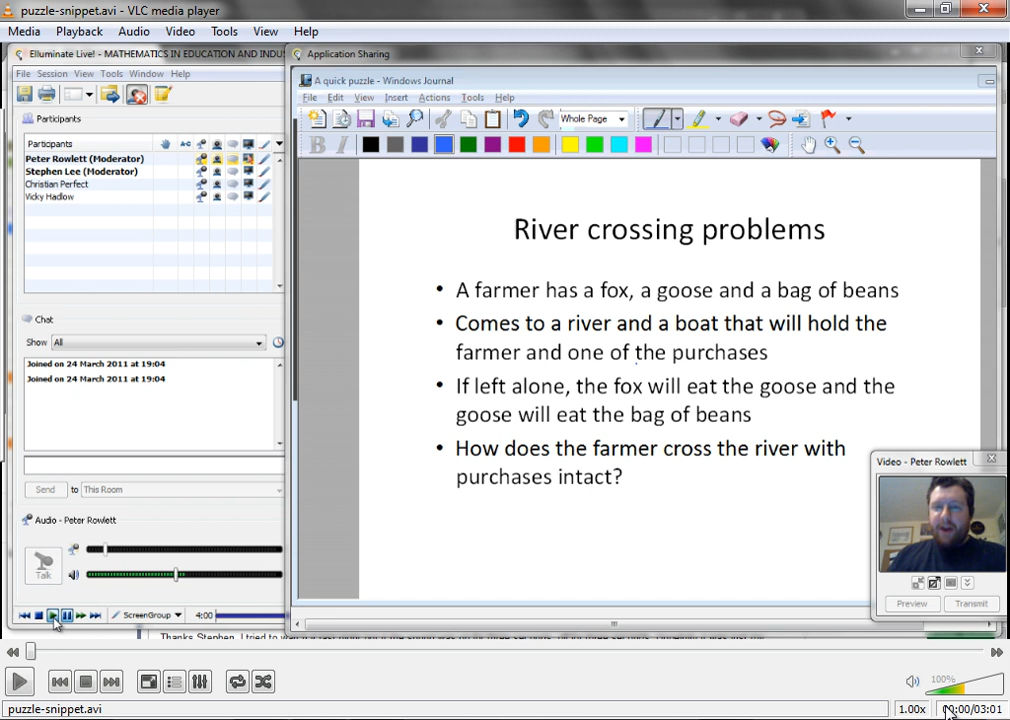 puzzle-snippet.avi - VLC media player
Media Playback Audio Video Tools View Help
Elluminate Live! - MATHEMATICS IN EDUCATION AND INDUS
File Session View Tools Window Help
Participants
Participants
Peter Rowlett (Moderator)
Stephen Lee (Moderator)
Christian Perfect
Vicky Hadlow
Chat
Show All
Joined on 24 March 2011 at 19:04
Joined on 24 March 2011 at 19:04
Send to This Room
Audio - Peter Rowlett
Talk
ScreenGroup 4:00
Application Sharing
A quick puzzle - Windows Journal
File Edit View Insert Actions Tools Help
Whole Page
B I
River crossing problems
• A farmer has a fox, a goose and a bag of beans
• Comes to a river and a boat that will hold the
farmer and one of the purchases
• If left alone, the fox will eat the goose and the
goose will eat the bag of beans
• How does the farmer cross the river with
purchases intact?
Video - Peter Rowlett
Preview Transmit
100%
puzzle-snippet.avi 1.00x 00:00/03:01